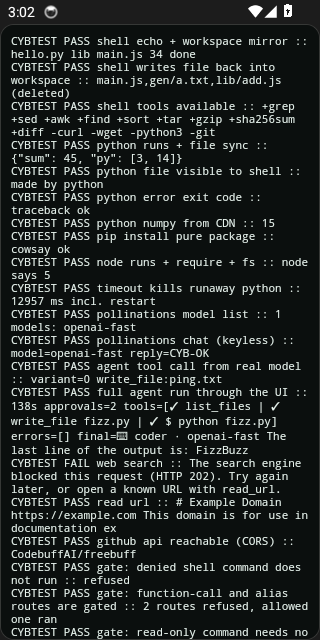 3:02
CYBTEST PASS shell echo + workspace mirror ::
hello.py lib main.js 34 done
CYBTEST PASS shell writes file back into
workspace :: main.js,gen/a.txt,lib/add.js
(deleted)
CYBTEST PASS shell tools available :: +grep
+sed +awk +find +sort +tar +gzip +sha256sum
+diff -curl -wget -python3 -git
CYBTEST PASS python runs + file sync ::
{"sum": 45, "py": [3, 14]}
CYBTEST PASS python file visible to shell ::
made by python
CYBTEST PASS python error exit code ::
traceback ok
CYBTEST PASS python numpy from CDN :: 15
CYBTEST PASS pip install pure package ::
cowsay ok
CYBTEST PASS node runs + require + fs :: node
says 5
CYBTEST PASS timeout kills runaway python ::
12957 ms incl. restart
CYBTEST PASS pollinations model list :: 1
models: openai-fast
CYBTEST PASS pollinations chat (keyless) ::
model=openai-fast reply=CYB-OK
CYBTEST PASS agent tool call from real model
:: variant=0 write_file:ping.txt
CYBTEST PASS full agent run through the UI ::
138s approvals=2 tools=[✓ list_files | ✓
write_file fizz.py | ✓ $ python fizz.py]
errors=[] final=⌨ coder · openai-fast The
last line of the output is: FizzBuzz
CYBTEST FAIL web search :: The search engine
blocked this request (HTTP 202). Try again
later, or open a known URL with read_url.
CYBTEST PASS read url :: # Example Domain
https://example.com This domain is for use in
documentation ex
CYBTEST PASS github api reachable (CORS) ::
CodebuffAI/freebuff
CYBTEST PASS gate: denied shell command does
not run :: refused
CYBTEST PASS gate: function-call and alias
routes are gated :: 2 routes refused, allowed
one ran
CYBTEST PASS gate: read-only command needs no